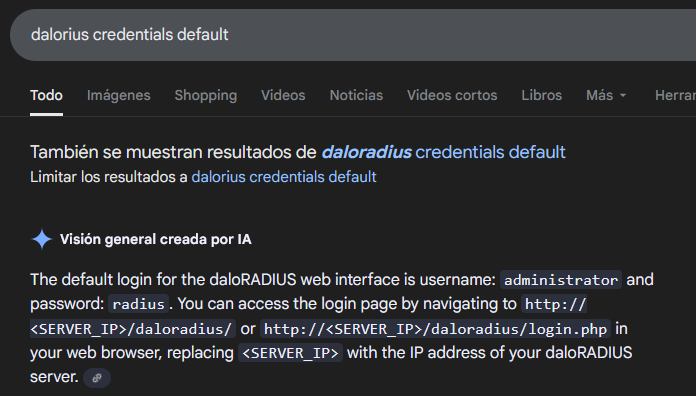 dalorius credentials default
Todo Imágenes Shopping Videos Noticias Videos cortos Libros Más Herrar
También se muestran resultados de daloradius credentials default
Limitar los resultados a dalorius credentials default
Visión general creada por IA
The default login for the daloRADIUS web interface is username: administrator and
password: radius. You can access the login page by navigating to http://
<SERVER_IP>/daloradius/ or http://<SERVER_IP>/daloradius/login.php in
your web browser, replacing <SERVER_IP> with the IP address of your daloRADIUS
server.